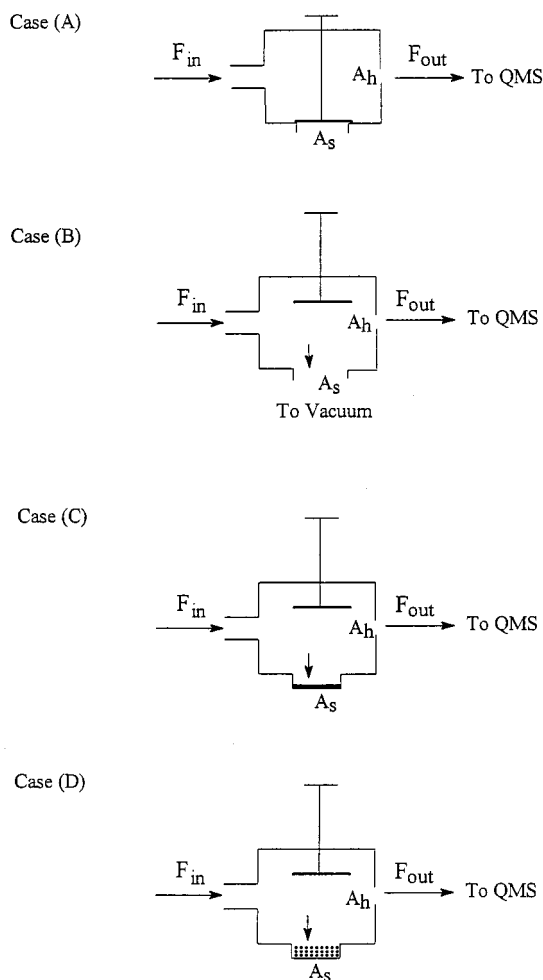 Case (A)
F_in
A_h
F_out
To QMS
A_s
Case (B)
F_in
A_h
F_out
To QMS
A_s
To Vacuum
Case (C)
F_in
A_h
F_out
To QMS
A_s
Case (D)
F_in
A_h
F_out
To QMS
A_s